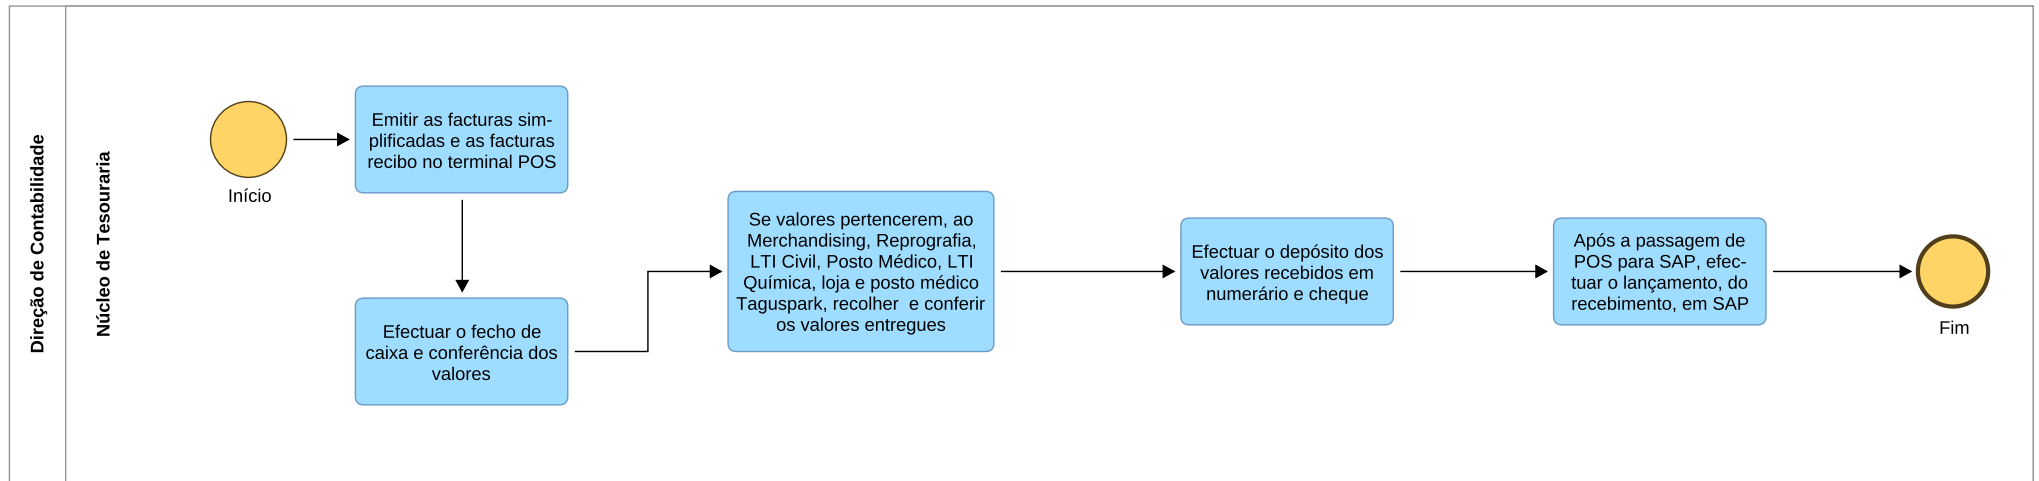 Direção de Contabilidade
Núcleo de Tesouraria
Início
Emitir as facturas sim-
plificadas e as facturas
recibo no terminal POS
Efectuar o fecho de
caixa e conferência dos
valores
Se valores pertencerem, ao
Merchandising, Reprografia,
LTI Civil, Posto Médico, LTI
Química, loja e posto médico
Taguspark, recolher  e conferir
os valores entregues
Efectuar o depósito dos
valores recebidos em
numerário e cheque
Após a passagem de
POS para SAP, efec-
tuar o lançamento, do
recebimento, em SAP
Fim